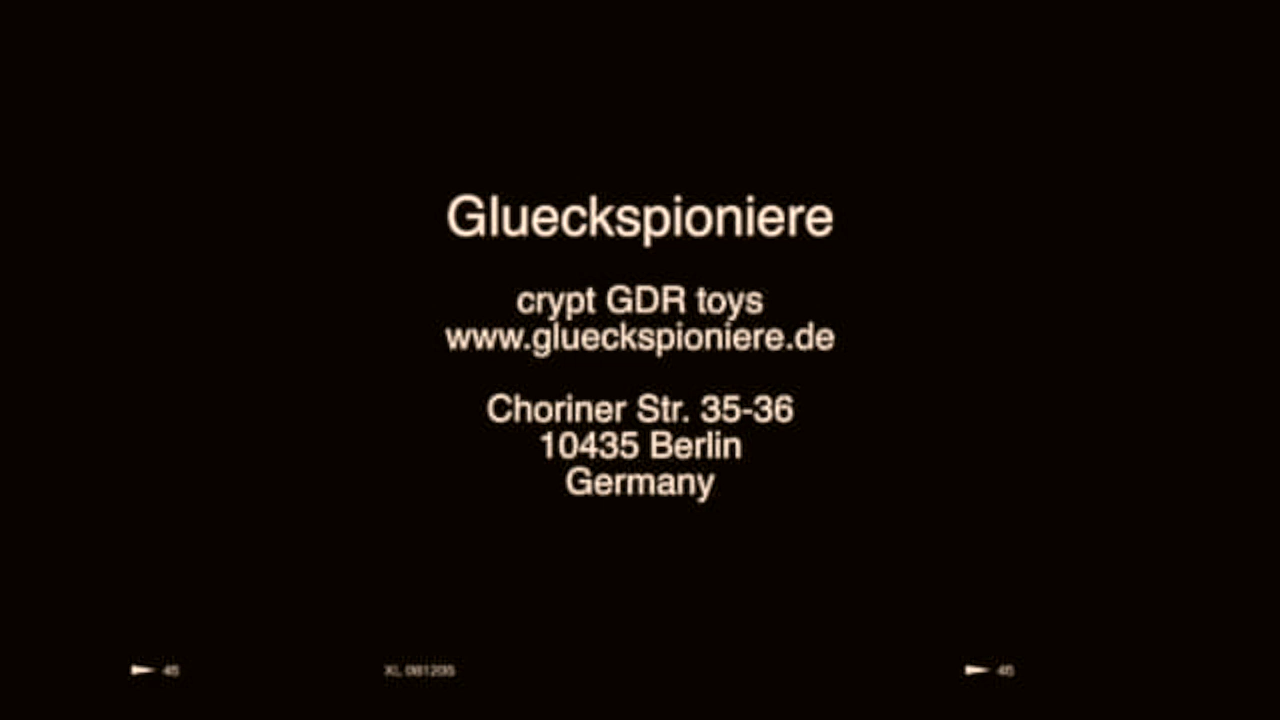 Glueckspioniere
crypt GDR toys
www.glueckspioniere.de
Choriner Str. 35-36
10435 Berlin
Germany